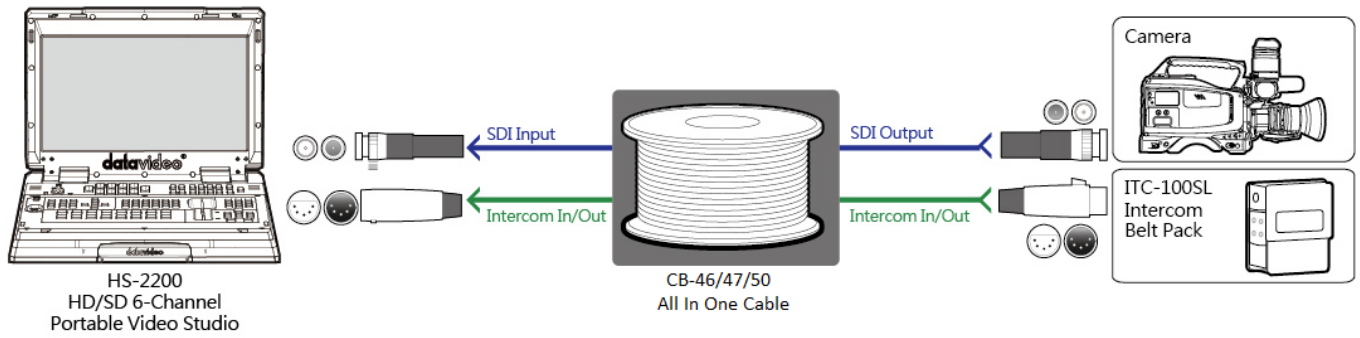 datavideo®
datavideo
HS-2200
HD/SD 6-Channel
Portable Video Studio
SDI Input
Intercom In/Out
CB-46/47/50
All In One Cable
SDI Output
Intercom In/Out
Camera
ITC-100SL
Intercom
Belt Pack